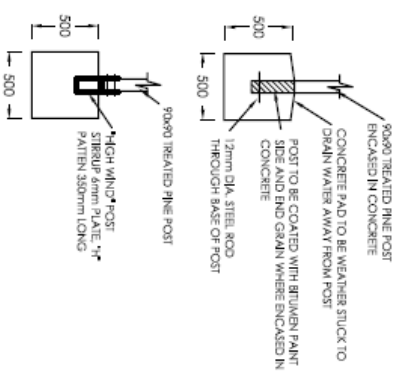 90x90 TREATED PINE POST
ENCASED IN CONCRETE
CONCRETE PAD TO BE WEATHER STUCK TO
DRAIN WATER AWAY FROM POST
POST TO BE COATED WITH BITUMEN PAINT
SIDE AND END GRAIN WHERE ENCASED IN
CONCRETE
12mm DIA. STEEL ROD
THROUGH BASE OF POST
500
500
90x90 TREATED PINE POST
"HIGH WIND" POST
STIRRUP 6mm PLATE, "H"
PATTEN 350mm LONG
500
500